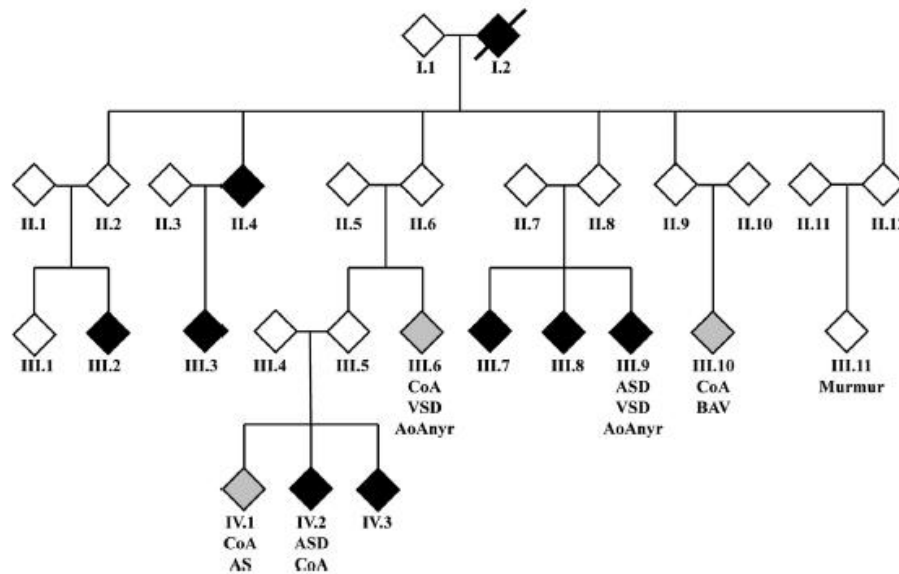 I.1 I.2
II.1 II.2 II.3 II.4 II.5 II.6 II.7 II.8 II.9 II.10 II.11
III.1 III.2 III.3 III.4 III.5 III.6 III.7 III.8 III.9 III.10 III.11
CoA ASD CoA Murmur
VSD VSD BAV
AoAnyr AoAnyr
IV.1 IV.2 IV.3
CoA ASD
AS CoA